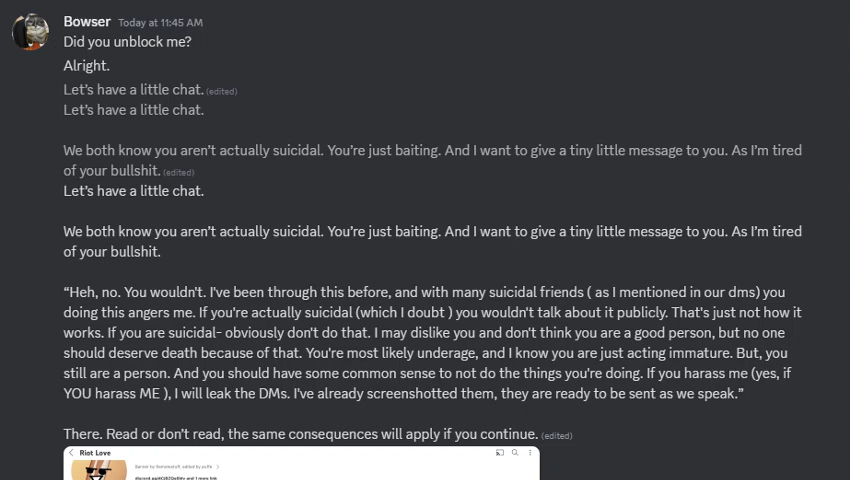 Bowser Today at 11:45 AM
Did you unblock me?
Alright.
Let's have a little chat. (edited)
Let's have a little chat.
We both know you aren't actually suicidal. You're just baiting. And I want to give a tiny little message to you. As I'm tired
of your bullshit. (edited)
Let's have a little chat.
We both know you aren't actually suicidal. You're just baiting. And I want to give a tiny little message to you. As I'm tired
of your bullshit.
“Heh, no. You wouldn't. I've been through this before, and with many suicidal friends ( as I mentioned in our dms) you
doing this angers me. If you're actually suicidal (which I doubt ) you wouldn't talk about it publicly. That's just not how it
works. If you are suicidal- obviously don't do that. I may dislike you and don't think you are a good person, but no one
should deserve death because of that. You're most likely underage, and I know you are just acting immature. But, you
still are a person. And you should have some common sense to not do the things you're doing. If you harass me (yes, if
YOU harass ME ), I will leak the DMs. I've already screenshotted them, they are ready to be sent as we speak.”
There. Read or don't read, the same consequences will apply if you continue. (edited)
Riot Love